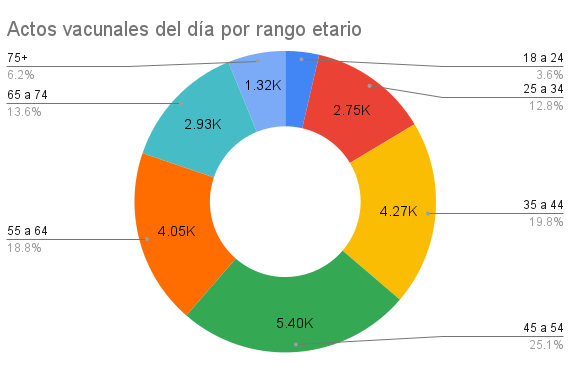 Actos vacunales del día por rango etario
75+
6.2%
18 a 24
3.6%
65 a 74
13.6%
25 a 34
12.8%
1.32K
2.75K
2.93K
35 a 44
19.8%
4.27K
55 a 64
18.8%
4.05K
5.40K
45 a 54
25.1%